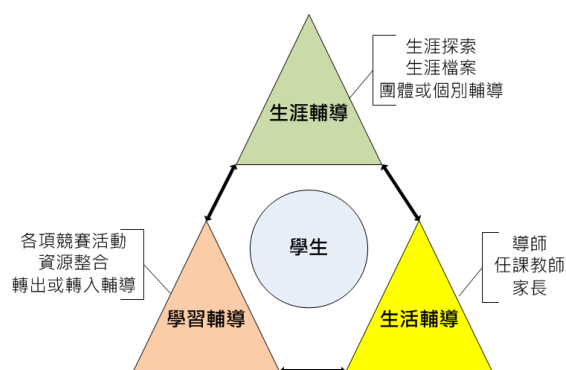 生涯探索
生涯檔案
團體或個別輔導
生涯輔導
各項競賽活動
資源整合
轉出或轉入輔導
學生
導師
任課教師
家長
學習輔導
生活輔導